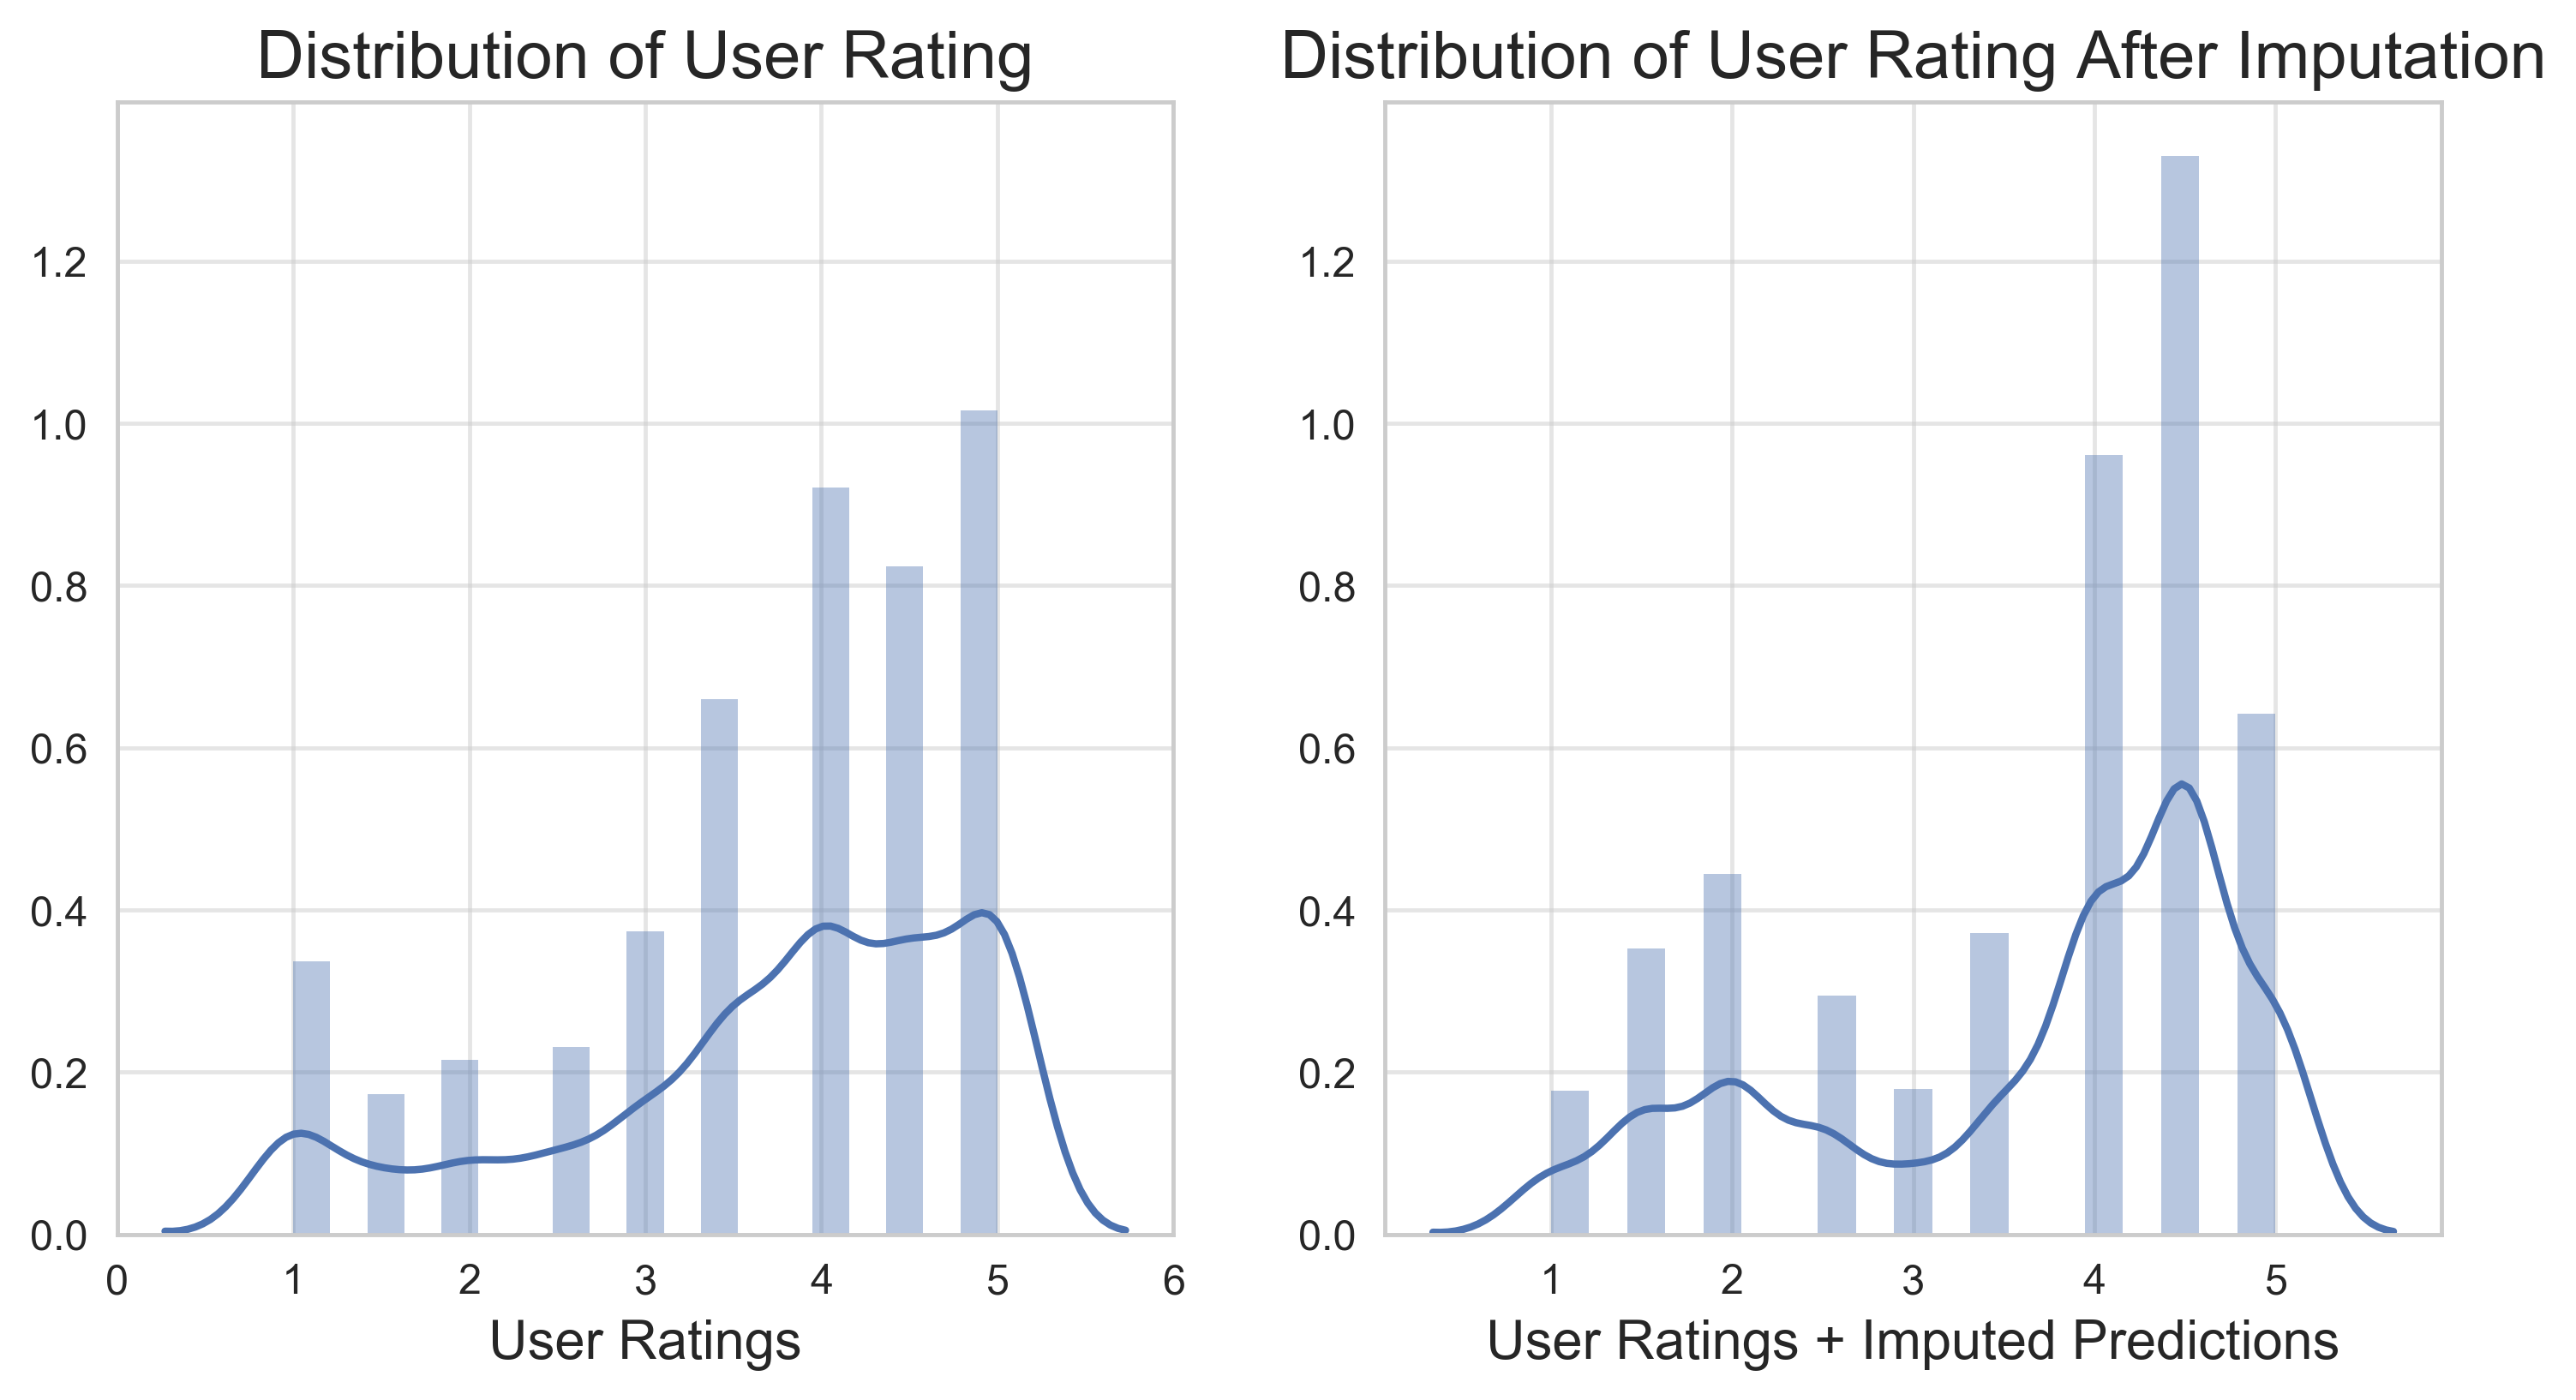 Distribution of User Rating
1.2
1.0
0.8
0.6
0.4
0.2
0.0
0 1 2 3 4 5 6
User Ratings
Distribution of User Rating After Imputation
1.2
1.0
0.8
0.6
0.4
0.2
0.0
1 2 3 4 5
User Ratings + Imputed Predictions